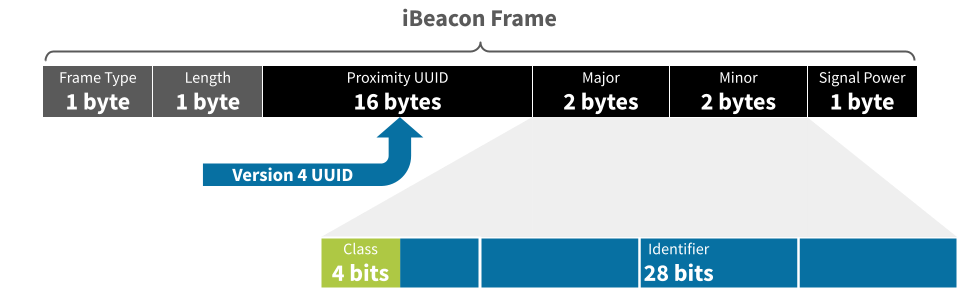 iBeacon Frame
Frame Type
1 byte
Length
1 byte
Proximity UUID
16 bytes
Major
2 bytes
Minor
2 bytes
Signal Power
1 byte
Version 4 UUID
Class
4 bits
Identifier
28 bits